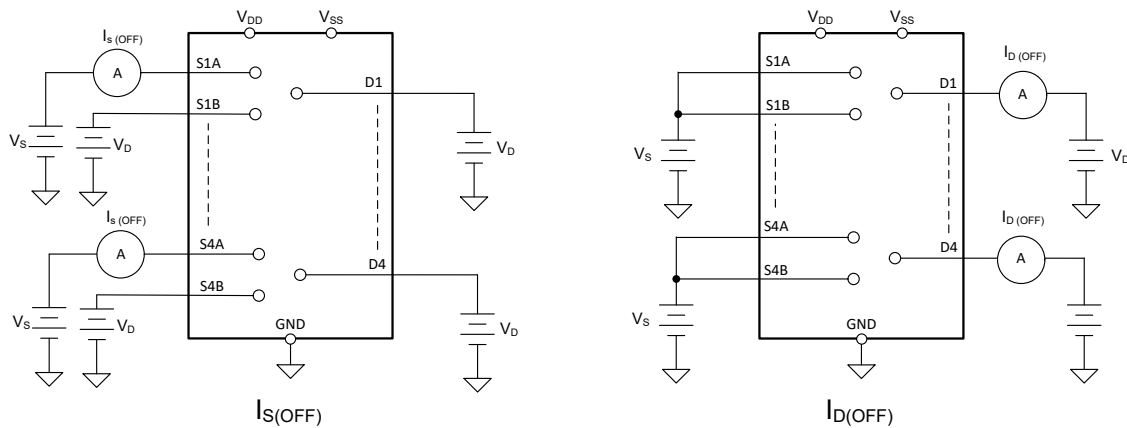 VDD VSS
Is (OFF)
A
S1A
D1
S1B
VS
VD
VD
Is (OFF)
A
S4A
D4
S4B
VS
VD
VD
GND
IS(OFF)
VDD VSS
ID (OFF)
S1A
D1
A
S1B
VS
VD
ID (OFF)
S4A
D4
A
S4B
VS
GND
ID(OFF)